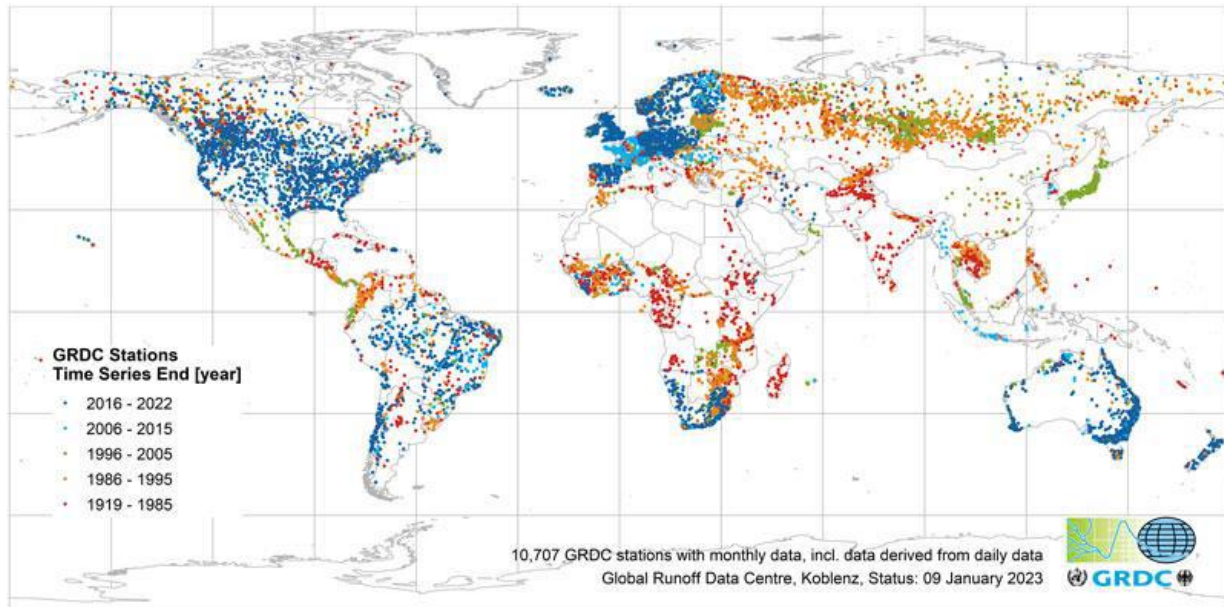 GRDC Stations
Time Series End [year]
2016 - 2022
2006 - 2015
1996 - 2005
1986 - 1995
1919 - 1985
10,707 GRDC stations with monthly data, incl. data derived from daily data
Global Runoff Data Centre, Koblenz, Status: 09 January 2023
GRDC